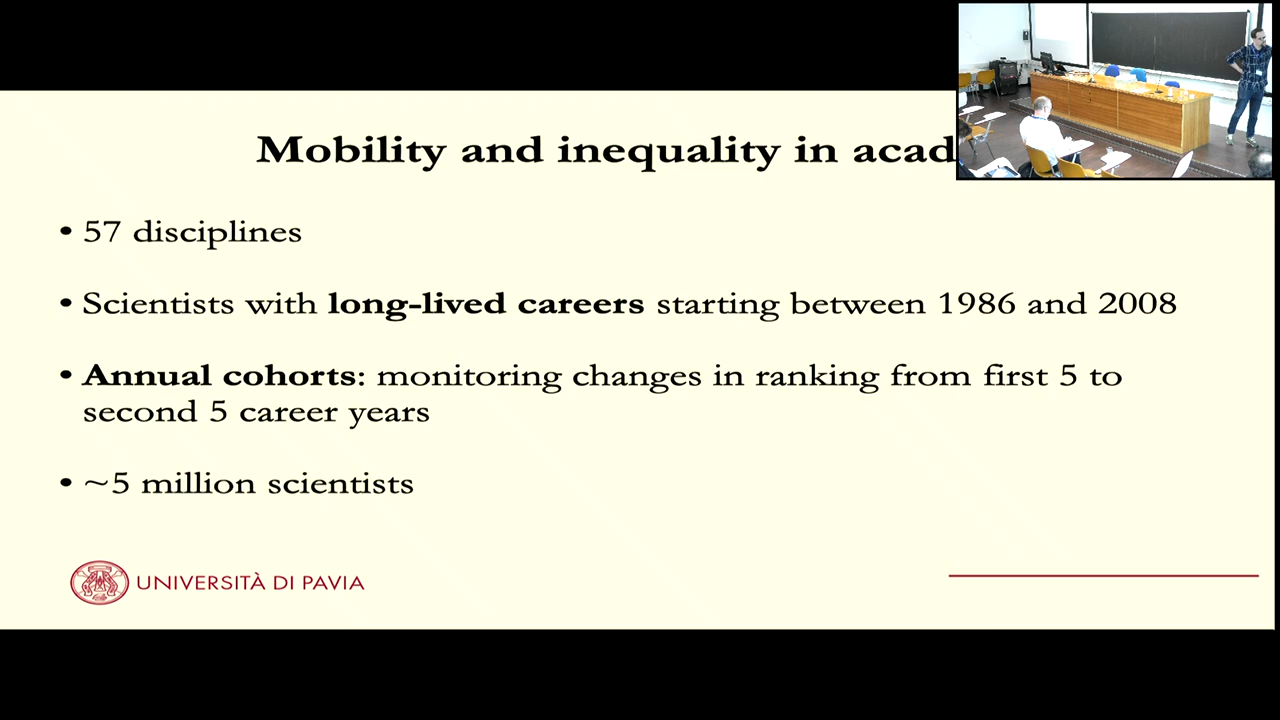 Mobility and inequality in acad
• 57 disciplines
• Scientists with long-lived careers starting between 1986 and 2008
• Annual cohorts: monitoring changes in ranking from first 5 to
second 5 career years
• ~5 million scientists
UNIVERSITÀ DI PAVIA